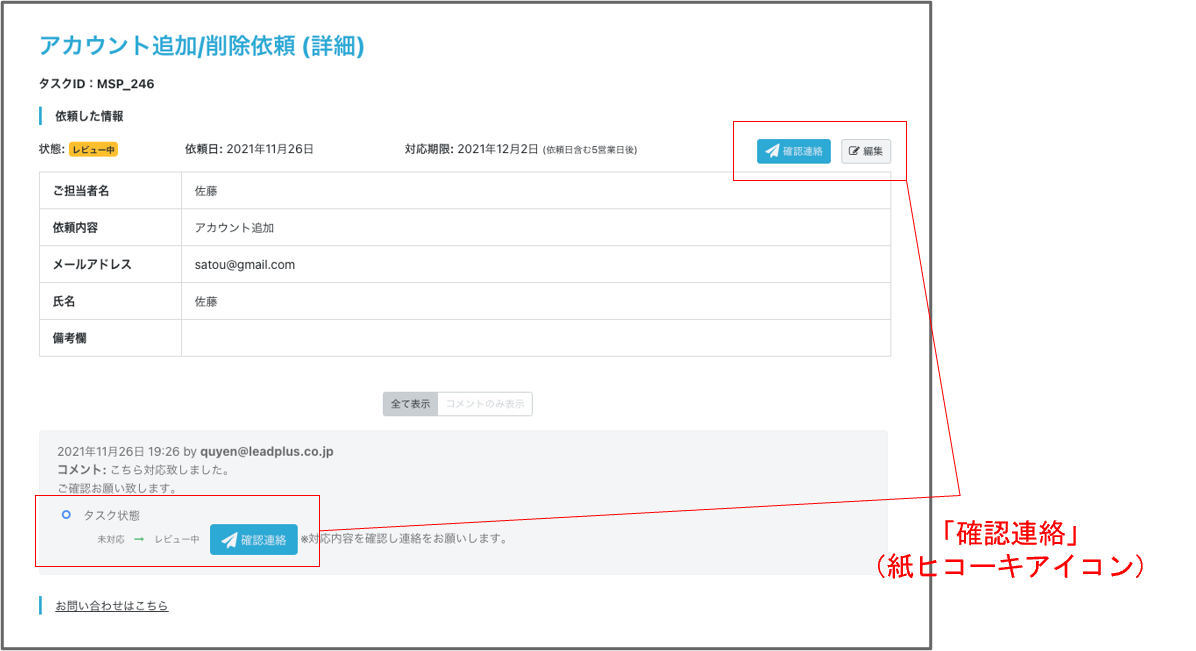 アカウント追加/削除依頼 (詳細)
タスクID：MSP_246
依頼した情報
状態: レビュー中 依頼日: 2021年11月26日 対応期限: 2021年12月2日 (依頼日含む5営業日後) 確認連絡 編集
ご担当者名 佐藤
依頼内容 アカウント追加
メールアドレス satou@gmail.com
氏名 佐藤
備考欄
全て表示 コメントのみ表示
2021年11月26日 19:26 by quyen@leadplus.co.jp
コメント: こちら対応致しました。
ご確認お願い致します。
タスク状態
未対応 → レビュー中 確認連絡 ※対応内容を確認し連絡をお願いします。
「確認連絡」
（紙ヒコーキアイコン）
お問い合わせはこちら